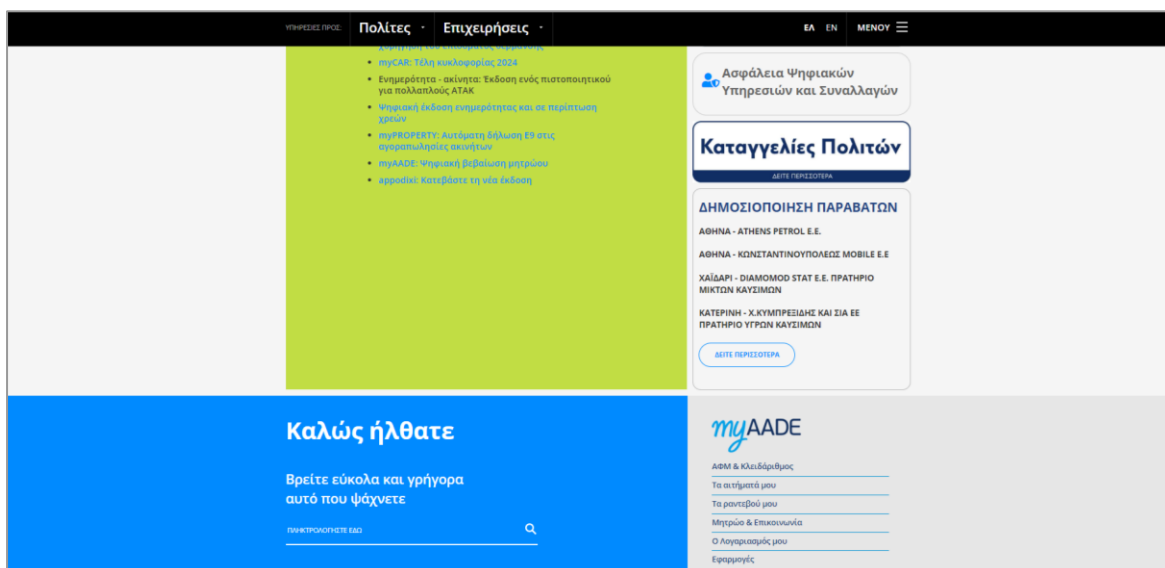 ΥΠΗΡΕΣΙΕΣ ΠΡΟΣ:
Πολίτες
Επιχειρήσεις
ΕΛ EN
ΜΕΝΟΥ
χορήγηση του επιδόματος θέρμανσης
myCAR: Τέλη κυκλοφορίας 2024
Ενημερότητα - ακίνητα: Έκδοση ενός πιστοποιητικού
για πολλαπλούς ΑΤΑΚ
Ψηφιακή έκδοση ενημερότητας και σε περίπτωση
χρεών
myPROPERTY: Αυτόματη δήλωση Ε9 στις
αγοραπωλησίες ακινήτων
myAADE: Ψηφιακή βεβαίωση μητρώου
appodixi: Κατεβάστε τη νέα έκδοση
Ασφάλεια Ψηφιακών
Υπηρεσιών και Συναλλαγών
Καταγγελίες Πολιτών
ΔΕΙΤΕ ΠΕΡΙΣΣΟΤΕΡΑ
ΔΗΜΟΣΙΟΠΟΙΗΣΗ ΠΑΡΑΒΑΤΩΝ
ΑΘΗΝΑ - ATHENS PETROL Ε.Ε.
ΑΘΗΝΑ - ΚΩΝΣΤΑΝΤΙΝΟΥΠΟΛΕΩΣ MOBILE Ε.Ε
ΧΑΪΔΑΡΙ - DIAMOMOD STAT Ε.Ε. ΠΡΑΤΗΡΙΟ
ΜΙΚΤΩΝ ΚΑΥΣΙΜΩΝ
ΚΑΤΕΡΙΝΗ - Χ.ΚΥΜΠΡΕΞΙΔΗΣ ΚΑΙ ΣΙΑ ΕΕ
ΠΡΑΤΗΡΙΟ ΥΓΡΩΝ ΚΑΥΣΙΜΩΝ
ΔΕΙΤΕ ΠΕΡΙΣΣΟΤΕΡΑ
Καλώς ήλθατε
Βρείτε εύκολα και γρήγορα
αυτό που ψάχνετε
ΠΛΗΚΤΡΟΛΟΓΗΣΤΕ ΕΔΩ
myAADE
ΑΦΜ & Κλειδάριθμος
Τα αιτήματά μου
Τα ραντεβού μου
Μητρώο & Επικοινωνία
Ο Λογαριασμός μου
Εφαρμογές